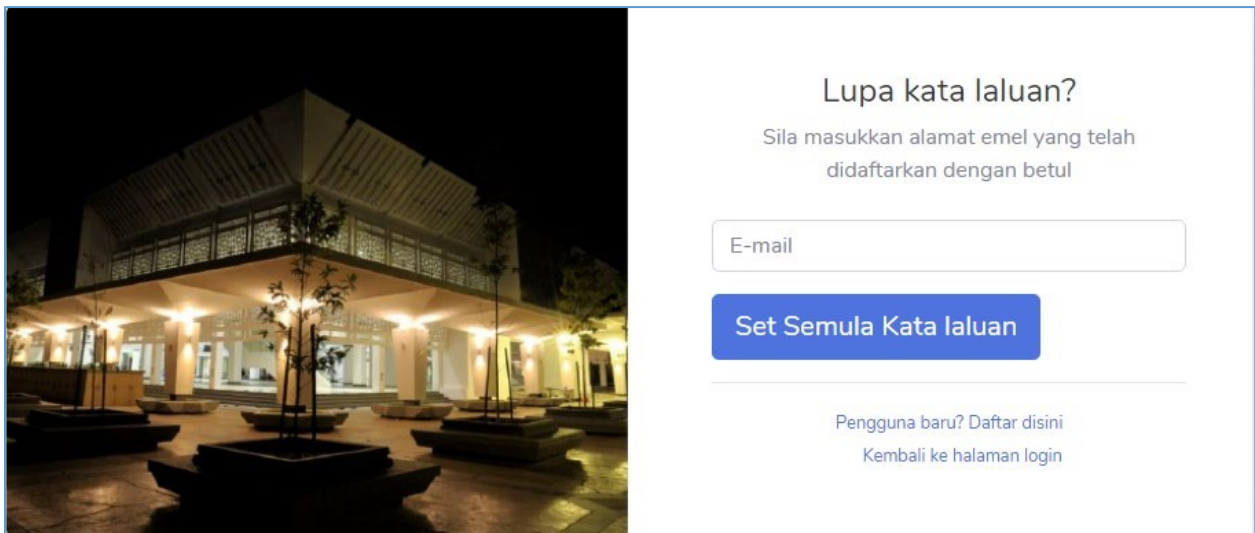 Lupa kata laluan?
Sila masukkan alamat emel yang telah
didaftarkan dengan betul
E-mail
Set Semula Kata laluan
Pengguna baru? Daftar disini
Kembali ke halaman login